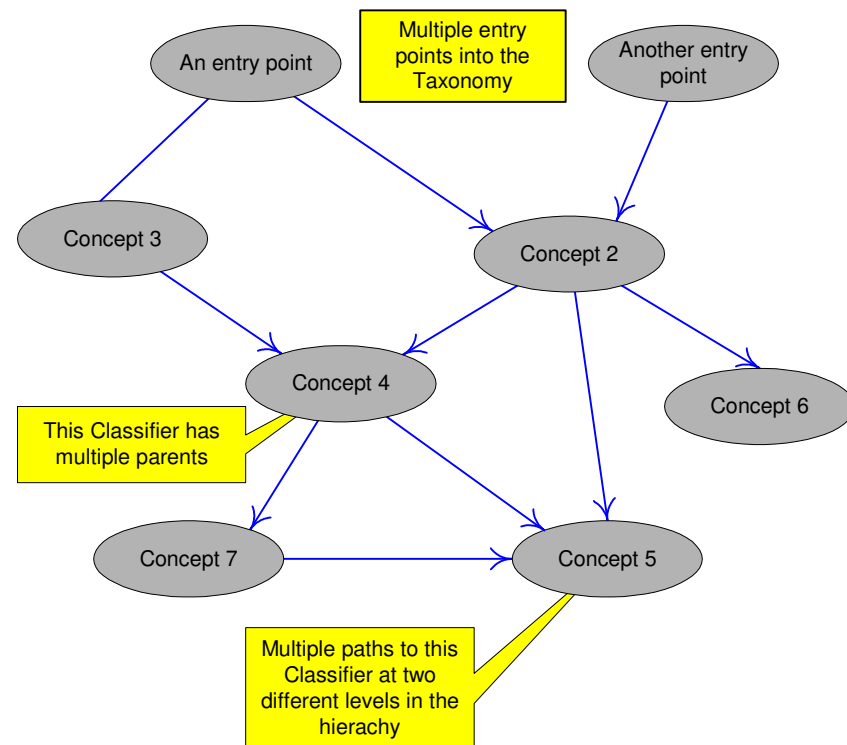 An entry point
Multiple entry
points into the
Taxonomy
Another entry
point
Concept 3
Concept 2
Concept 4
Concept 6
This Classifier has
multiple parents
Concept 7
Concept 5
Multiple paths to this
Classifier at two
different levels in the
hierachy